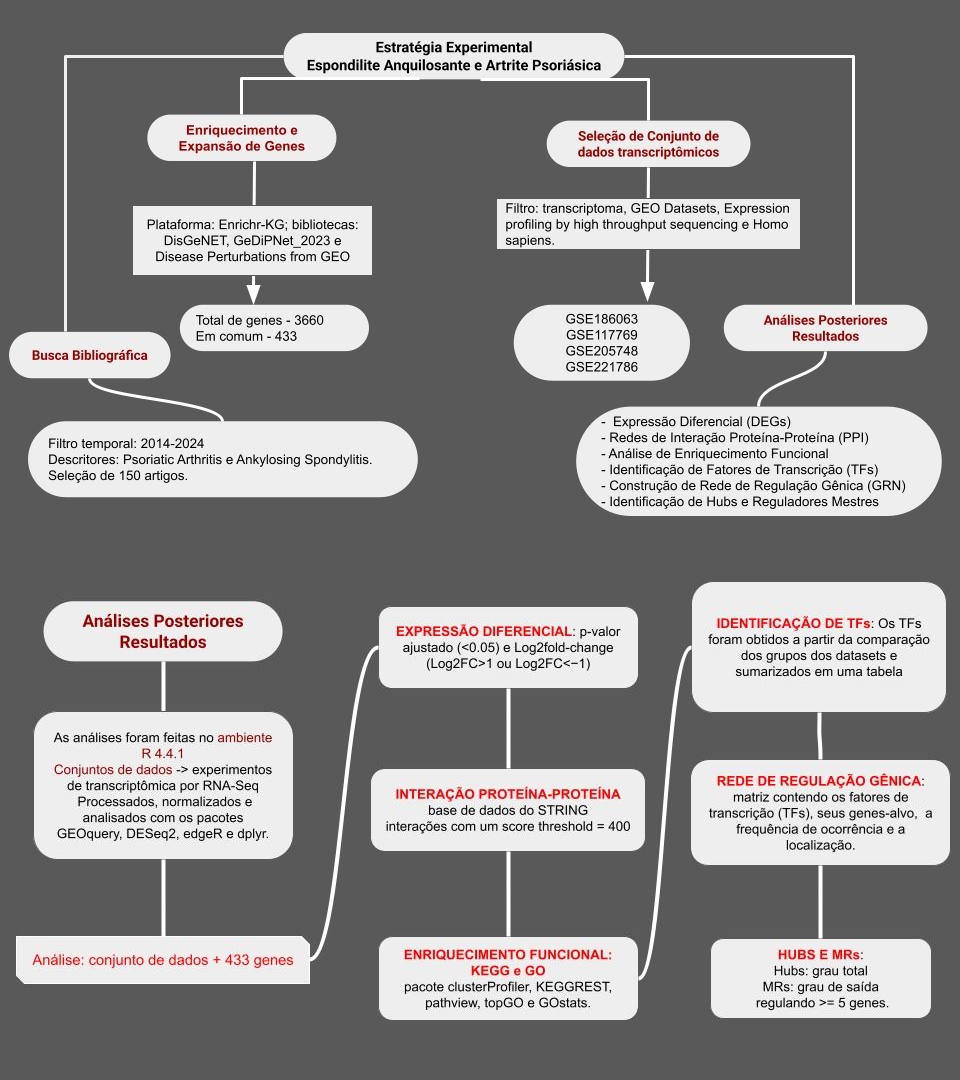 Estratégia Experimental
Espondilite Anquilosante e Artrite Psoriásica
Enriquecimento e
Expansão de Genes
Plataforma: Enrichr-KG; bibliotecas:
DisGeNET, GeDiPNet_2023 e
Disease Perturbations from GEO
Total de genes - 3660
Em comum - 433
Seleção de Conjunto de
dados transcriptômicos
Filtro: transcriptoma, GEO Datasets, Expression
profiling by high throughput sequencing e Homo
sapiens.
GSE186063
GSE117769
GSE205748
GSE221786
Busca Bibliográfica
Filtro temporal: 2014-2024
Descritores: Psoriatic Arthritis e Ankylosing Spondylitis.
Seleção de 150 artigos.
Análises Posteriores
Resultados
- Expressão Diferencial (DEGs)
- Redes de Interação Proteína-Proteína (PPI)
- Análise de Enriquecimento Funcional
- Identificação de Fatores de Transcrição (TFs)
- Construção de Rede de Regulação Gênica (GRN)
- Identificação de Hubs e Reguladores Mestres
Análises Posteriores
Resultados
As análises foram feitas no ambiente
R 4.4.1
Conjuntos de dados -> experimentos
de transcriptômica por RNA-Seq
Processados, normalizados e
analisados com os pacotes
GEOquery, DESeq2, edgeR e dplyr.
Análise: conjunto de dados + 433 genes
EXPRESSÃO DIFERENCIAL: p-valor
ajustado (<0.05) e Log2fold-change
(Log2FC>1 ou Log2FC<−1)
INTERAÇÃO PROTEÍNA-PROTEÍNA
base de dados do STRING
interações com um score threshold = 400
ENRIQUECIMENTO FUNCIONAL:
KEGG e GO
pacote clusterProfiler, KEGGREST,
pathview, topGO e GOstats.
IDENTIFICAÇÃO DE TFs: Os TFs
foram obtidos a partir da comparação
dos grupos dos datasets e
sumarizados em uma tabela
REDE DE REGULAÇÃO GÊNICA:
matriz contendo os fatores de
transcrição (TFs), seus genes-alvo, a
frequência de ocorrência e a
localização.
HUBS E MRs:
Hubs: grau total
MRs: grau de saída
regulando >= 5 genes.